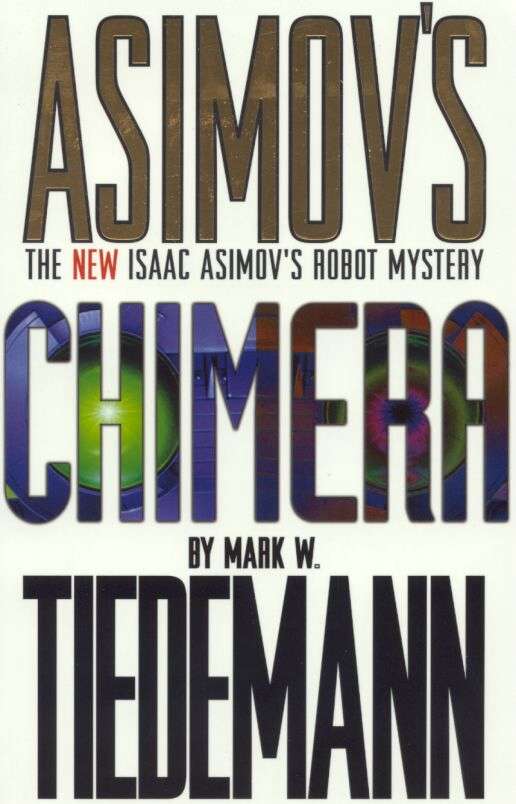 ASIMOV'S
THE NEW ISAAC ASIMOV'S ROBOT MYSTERY
CHIMERA
BY MARK W.
TIEDEMANN